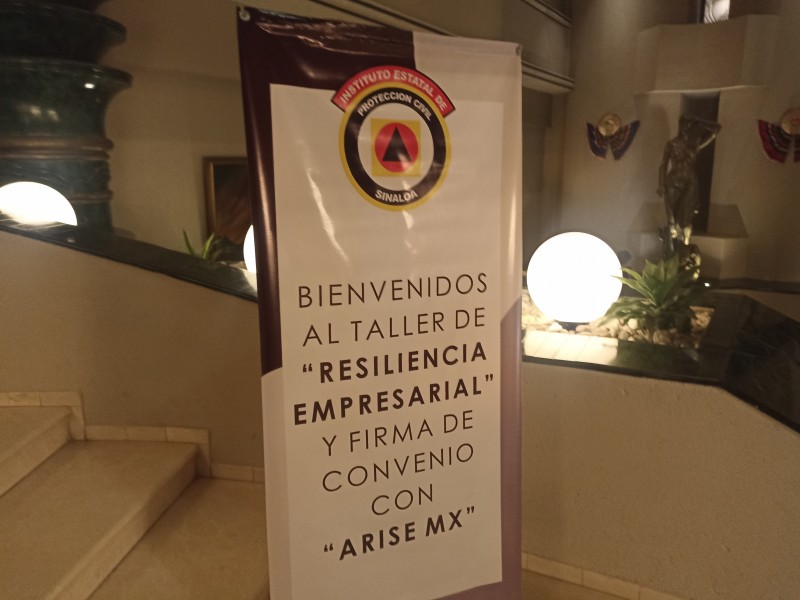 INSTITUTO ESTATAL DE
PROTECCION CIVIL
SINALOA
BIENVENIDOS
AL TALLER DE
“RESILIENCIA
EMPRESARIAL”
Y FIRMA DE
CONVENIO
CON
“ARISE MX”